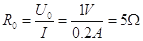 R₀ = U₀/I = 1V/0.2A = 5Ω